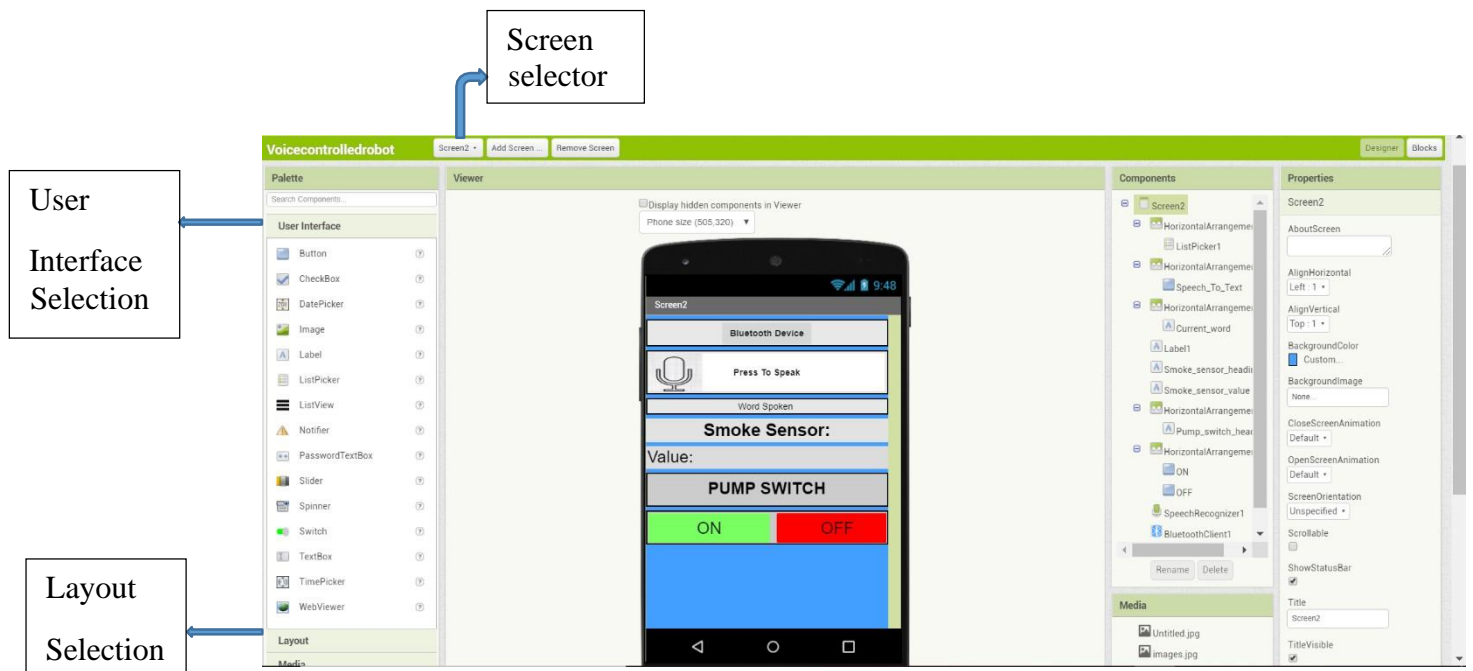 Screen
selector
User
Interface
Selection
Layout
Selection
Voicecontrolledrobot
Screen2
Add Screen ...
Remove Screen
Designer
Blocks
Palette
Search Components...
User Interface
Button
CheckBox
DatePicker
Image
Label
ListPicker
ListView
Notifier
PasswordTextBox
Slider
Spinner
Switch
TextBox
TimePicker
WebViewer
Layout
Media
Viewer
Display hidden components in Viewer
Phone size (505,320)
9:48
Screen2
Bluetooth Device
Press To Speak
Word Spoken
Smoke Sensor:
Value:
PUMP SWITCH
ON OFF
Components
Screen2
HorizontalArrangeme
ListPicker1
HorizontalArrangeme
Speech_To_Text
HorizontalArrangeme
Current_word
Label1
Smoke_sensor_headi
Smoke_sensor_value
HorizontalArrangeme
Pump_switch_hea
HorizontalArrangeme
ON
OFF
SpeechRecognizer1
BluetoothClient1
Rename Delete
Media
Untitled.jpg
images.jpg
Properties
Screen2
AboutScreen
AlignHorizontal
Left : 1
AlignVertical
Top : 1
BackgroundColor
Custom...
BackgroundImage
None...
CloseScreenAnimation
Default
OpenScreenAnimation
Default
ScreenOrientation
Unspecified
Scrollable
ShowStatusBar
Title
Screen2
TitleVisible